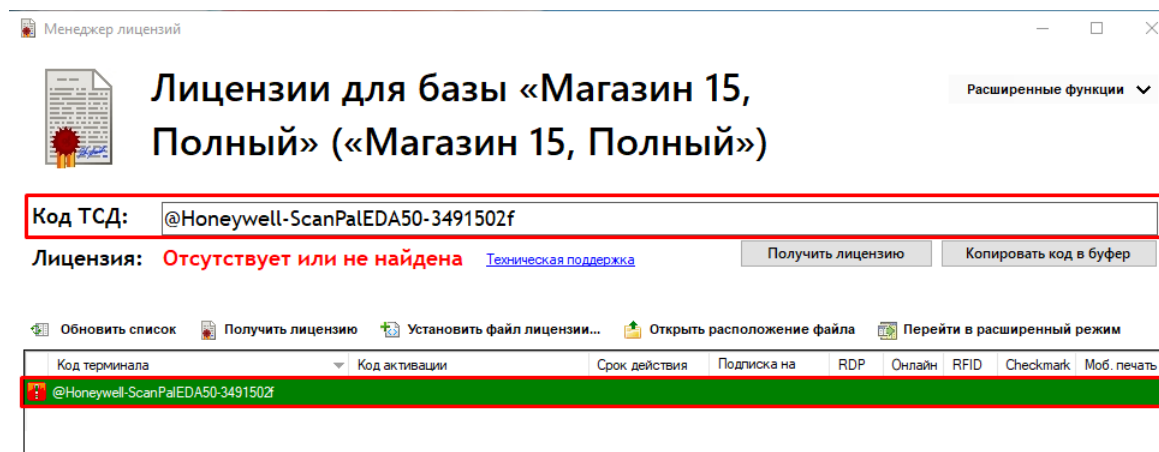 Менеджер лицензий
Лицензии для базы «Магазин 15,
Полный» («Магазин 15, Полный»)
Расширенные функции
Код ТСД: @Honeywell-ScanPalEDA50-3491502f
Лицензия: Отсутствует или не найдена Техническая поддержка Получить лицензию Копировать код в буфер
Обновить список Получить лицензию Установить файл лицензии... Открыть расположение файла Перейти в расширенный режим
Код терминала Код активации Срок действия Подписка на RDP Онлайн RFID Checkmark Моб. печать
@Honeywell-ScanPalEDA50-3491502f